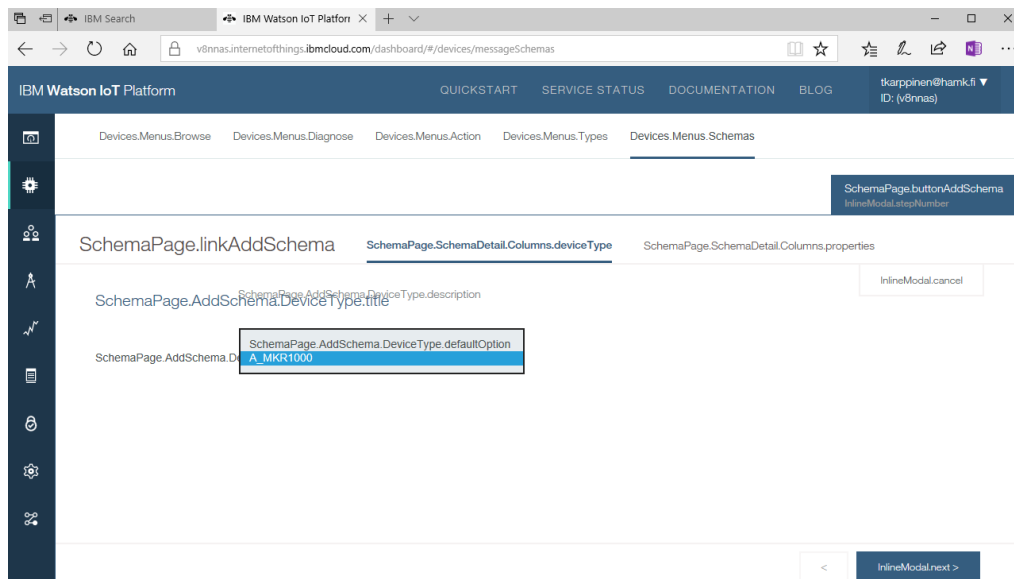 IBM Search
IBM Watson IoT Platforr
v8nnas.internetofthings.ibmcloud.com/dashboard/#/devices/messageSchemas
IBM Watson IoT Platform
QUICKSTART
SERVICE STATUS
DOCUMENTATION
BLOG
tkarppinen@hamk.fi ▼
ID: (v8nnas)
Devices.Menus.Browse
Devices.Menus.Diagnose
Devices.Menus.Action
Devices.Menus.Types
Devices.Menus.Schemas
SchemaPage.buttonAddSchema
InlineModal.stepNumber
SchemaPage.linkAddSchema
SchemaPage.SchemaDetail.Columns.deviceType
SchemaPage.SchemaDetail.Columns.properties
InlineModal.cancel
SchemaPage.AddSchema.DeviceType.description
SchemaPage.AddSchema.DeviceType.title
SchemaPage.AddSchema.DeviceType.defaultOption
SchemaPage.AddSchema.D
A_MKR1000
<
InlineModal.next >